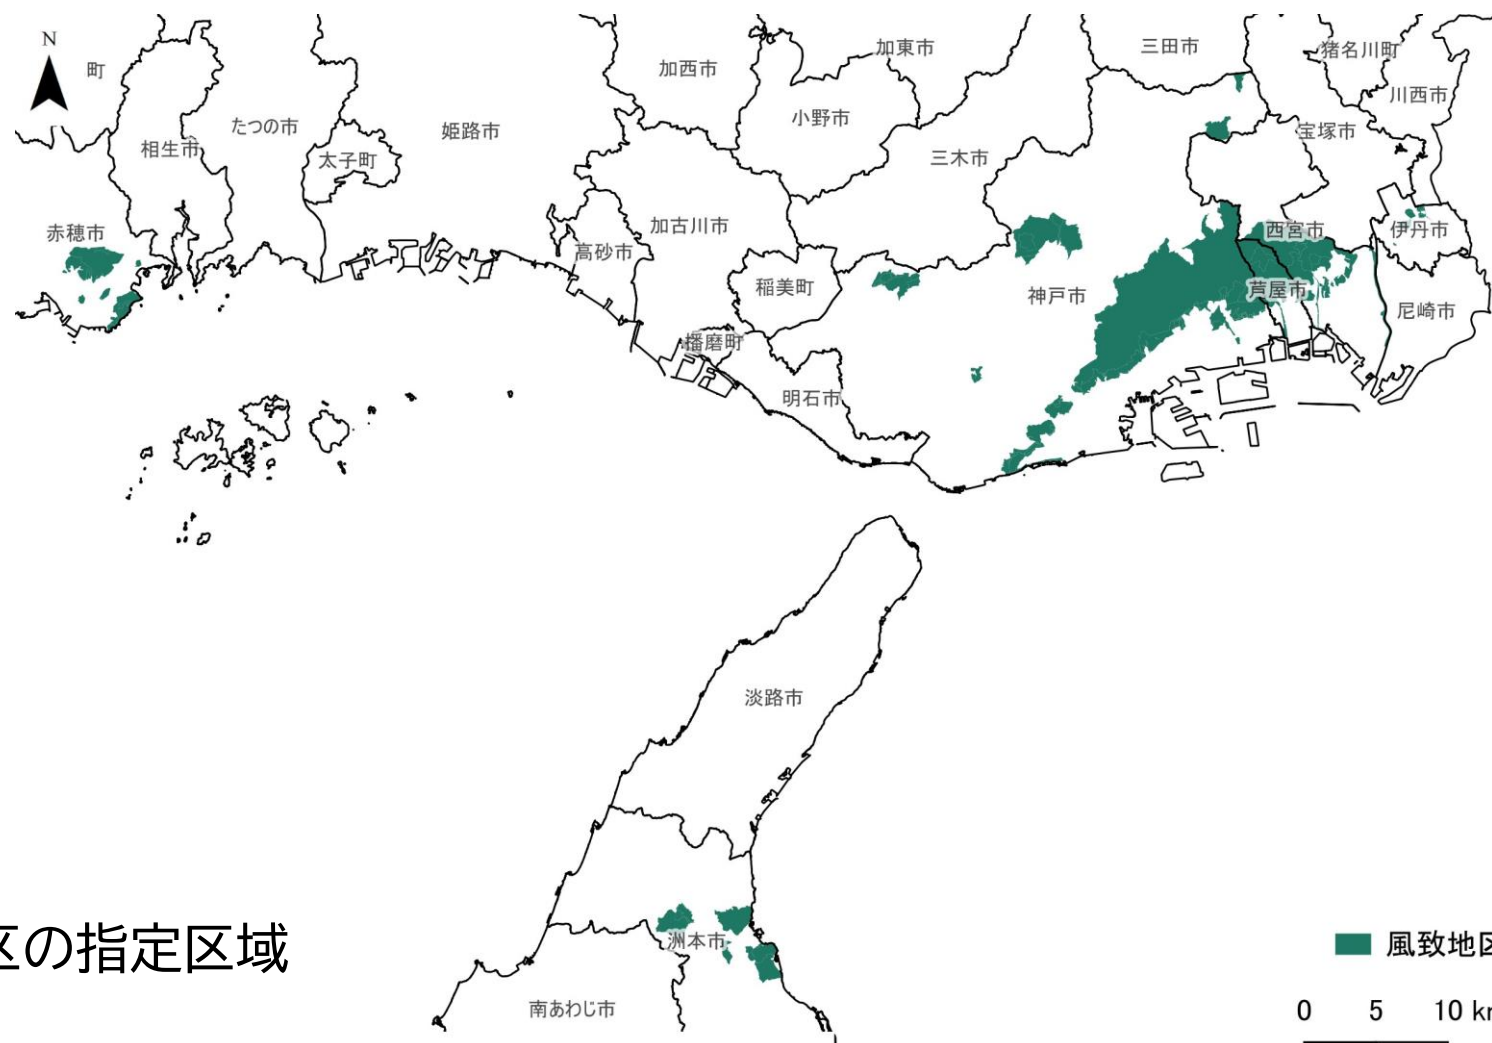 N
町
加西市
加東市
三田市
猪名川町
川西市
相生市
たつの市
太子町
姫路市
小野市
三木市
宝塚市
赤穂市
高砂市
加古川市
稲美町
神戸市
西宮市
芦屋市
伊丹市
尼崎市
播磨町
明石市
淡路市
洲本市
南あわじ市
区の指定区域
風致地区
0 5 10 km